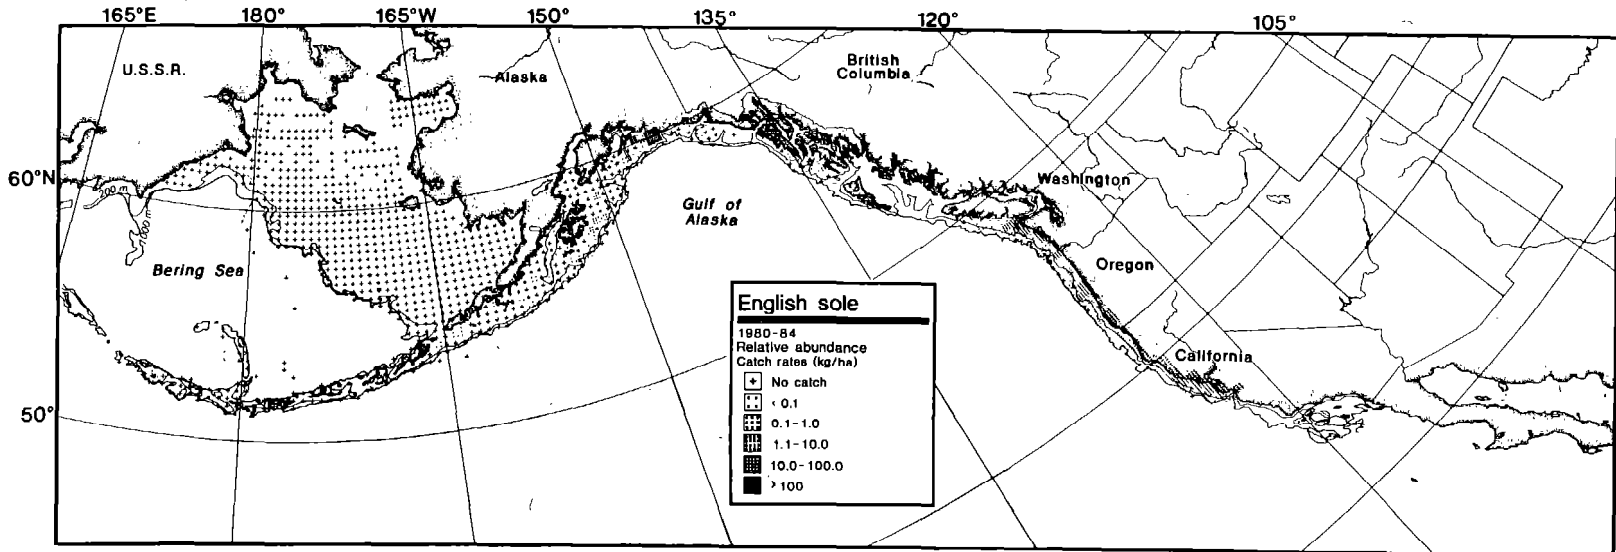 165°E 180° 165°W 150° 135° 120° 105°
U.S.S.R.
Alaska
British
Columbia
60°N
200 m
1000 m
Washington
Gulf of
Alaska
Bering Sea
Oregon
English sole
1980-84
Relative abundance
Catch rates (kg/ha)
No catch
< 0.1
0.1-1.0
1.1-10.0
10.0-100.0
> 100
California
50°